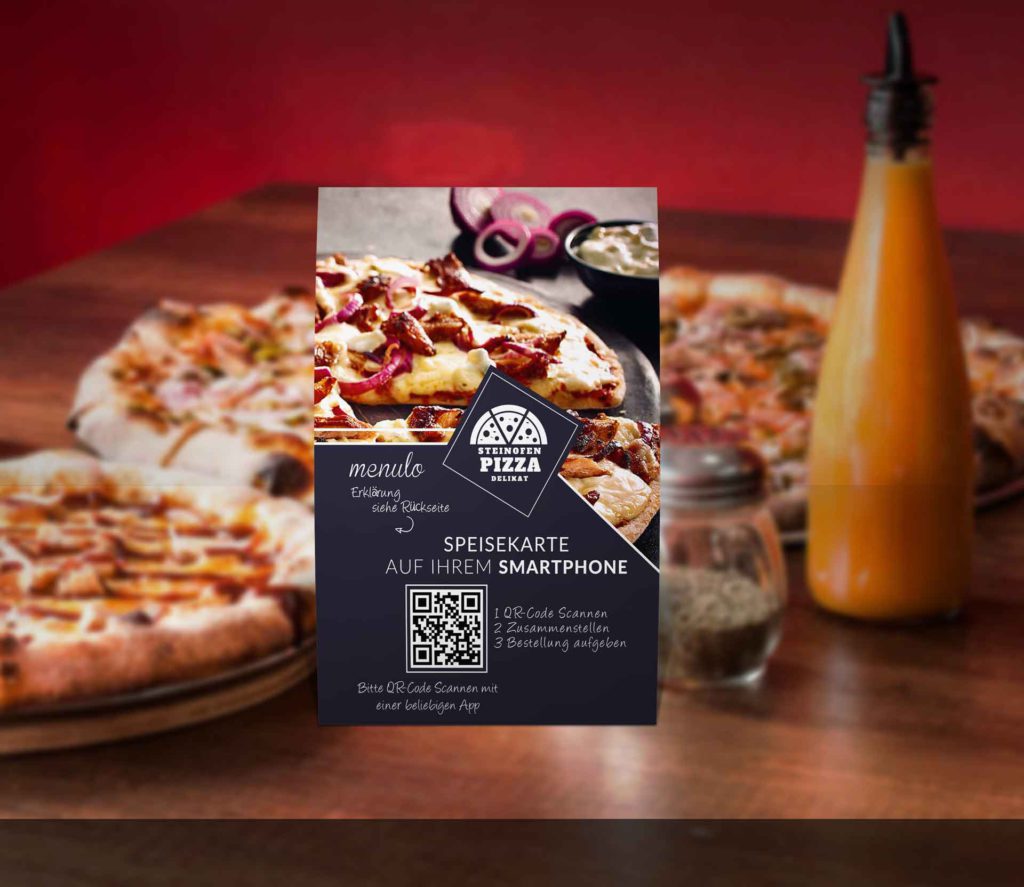 STEINOFEN
PIZZA
DELIKAT
menulo
Erklärung
siehe Rückseite
SPEISEKARTE
AUF IHREM SMARTPHONE
1 QR-Code Scannen
2 Zusammenstellen
3 Bestellung aufgeben
Bitte QR-Code Scannen mit
einer beliebigen App